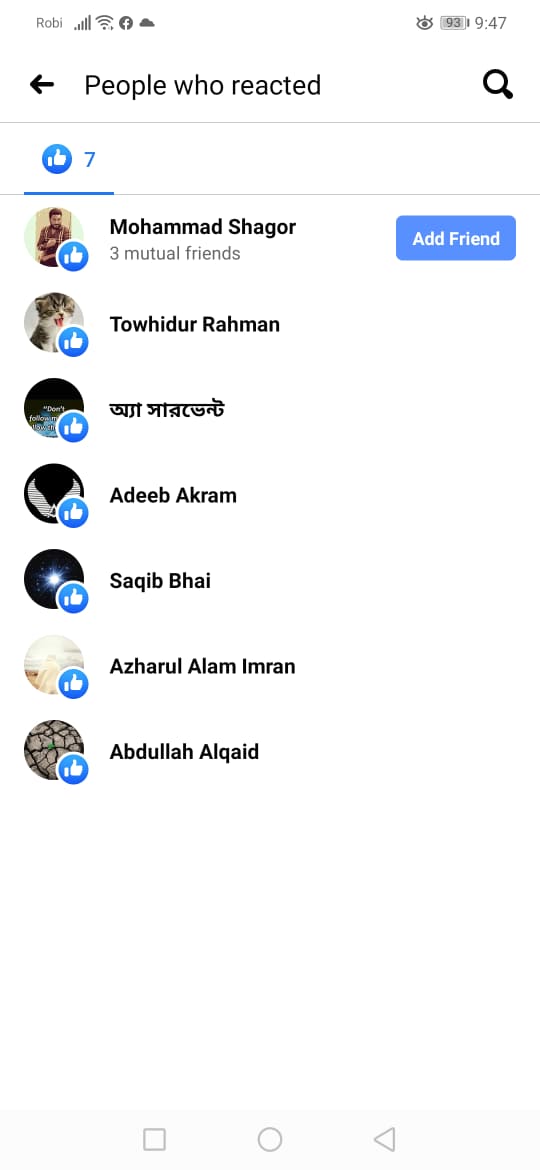 Robi 93 9:47
People who reacted
7
Mohammad Shagor
3 mutual friends
Add Friend
Towhidur Rahman
"Don't
অ্যা সারভেন্ট
Adeeb Akram
Saqib Bhai
Azharul Alam Imran
Abdullah Alqaid